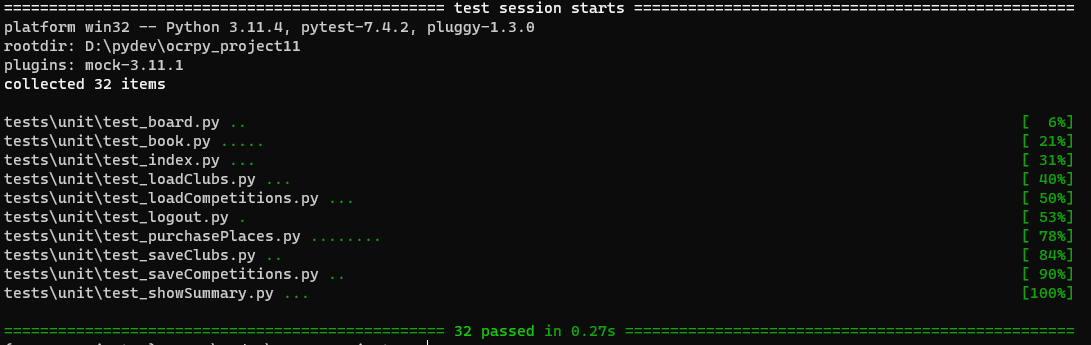 ================================================= test session starts =================================================
platform win32 -- Python 3.11.4, pytest-7.4.2, pluggy-1.3.0
rootdir: D:\pydev\ocrpy_project11
plugins: mock-3.11.1
collected 32 items
tests\unit\test_board.py .. [  6%]
tests\unit\test_book.py ..... [ 21%]
tests\unit\test_index.py ... [ 31%]
tests\unit\test_loadClubs.py ... [ 40%]
tests\unit\test_loadCompetitions.py ... [ 50%]
tests\unit\test_logout.py . [ 53%]
tests\unit\test_purchasePlaces.py ........ [ 78%]
tests\unit\test_saveClubs.py .. [ 84%]
tests\unit\test_saveCompetitions.py .. [ 90%]
tests\unit\test_showSummary.py ... [100%]
================================================= 32 passed in 0.27s ==================================================